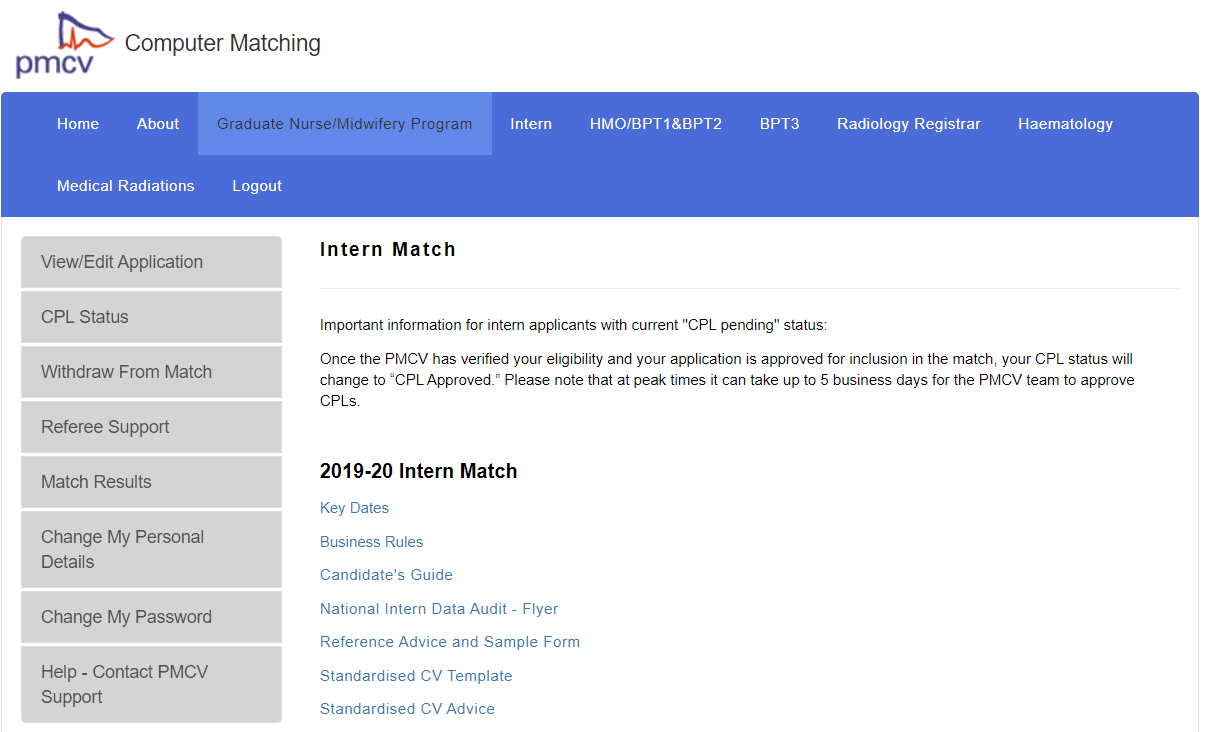 pmcv
Computer Matching
Home
About
Graduate Nurse/Midwifery Program
Intern
HMO/BPT1&BPT2
BPT3
Radiology Registrar
Haematology
Medical Radiations
Logout
View/Edit Application
CPL Status
Withdraw From Match
Referee Support
Match Results
Change My Personal
Details
Change My Password
Help - Contact PMCV
Support
Intern Match
Important information for intern applicants with current "CPL pending" status:
Once the PMCV has verified your eligibility and your application is approved for inclusion in the match, your CPL status will
change to “CPL Approved.” Please note that at peak times it can take up to 5 business days for the PMCV team to approve
CPLs.
2019-20 Intern Match
Key Dates
Business Rules
Candidate's Guide
National Intern Data Audit - Flyer
Reference Advice and Sample Form
Standardised CV Template
Standardised CV Advice